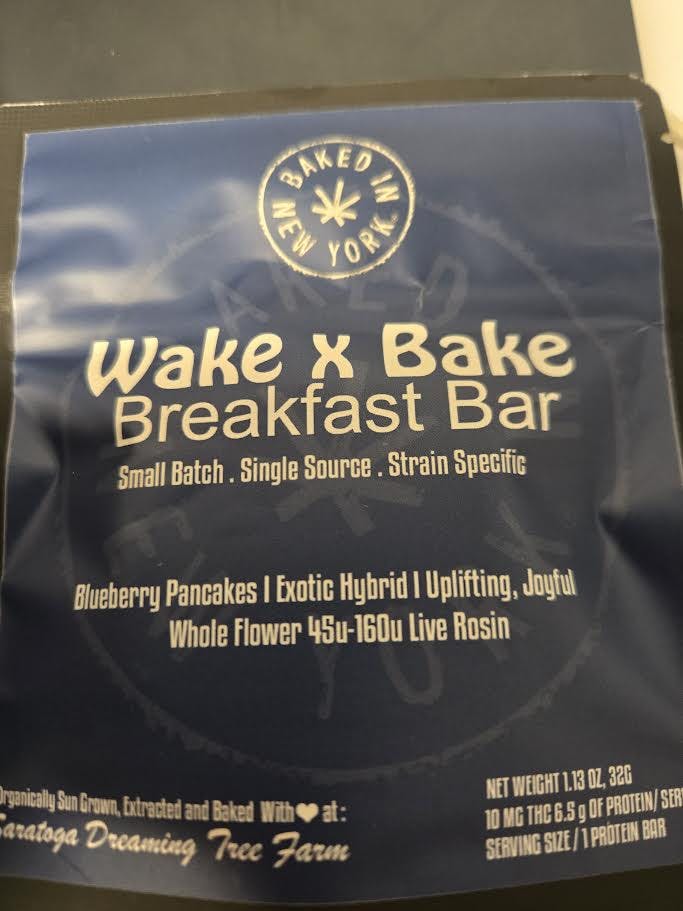 BAKED IN
NEW YORK
Wake x Bake
Breakfast Bar
Small Batch . Single Source . Strain Specific
Blueberry Pancakes | Exotic Hybrid | Uplifting, Joyful
Whole Flower 45u-160u Live Rosin
Organically Sun Grown, Extracted and Baked With ❤ at:
Saratoga Dreaming Tree Farm
NET WEIGHT 1.13 OZ, 32G
10 MG THC 6.5 g OF PROTEIN/ SER
SERVING SIZE / 1 PROTEIN BAR